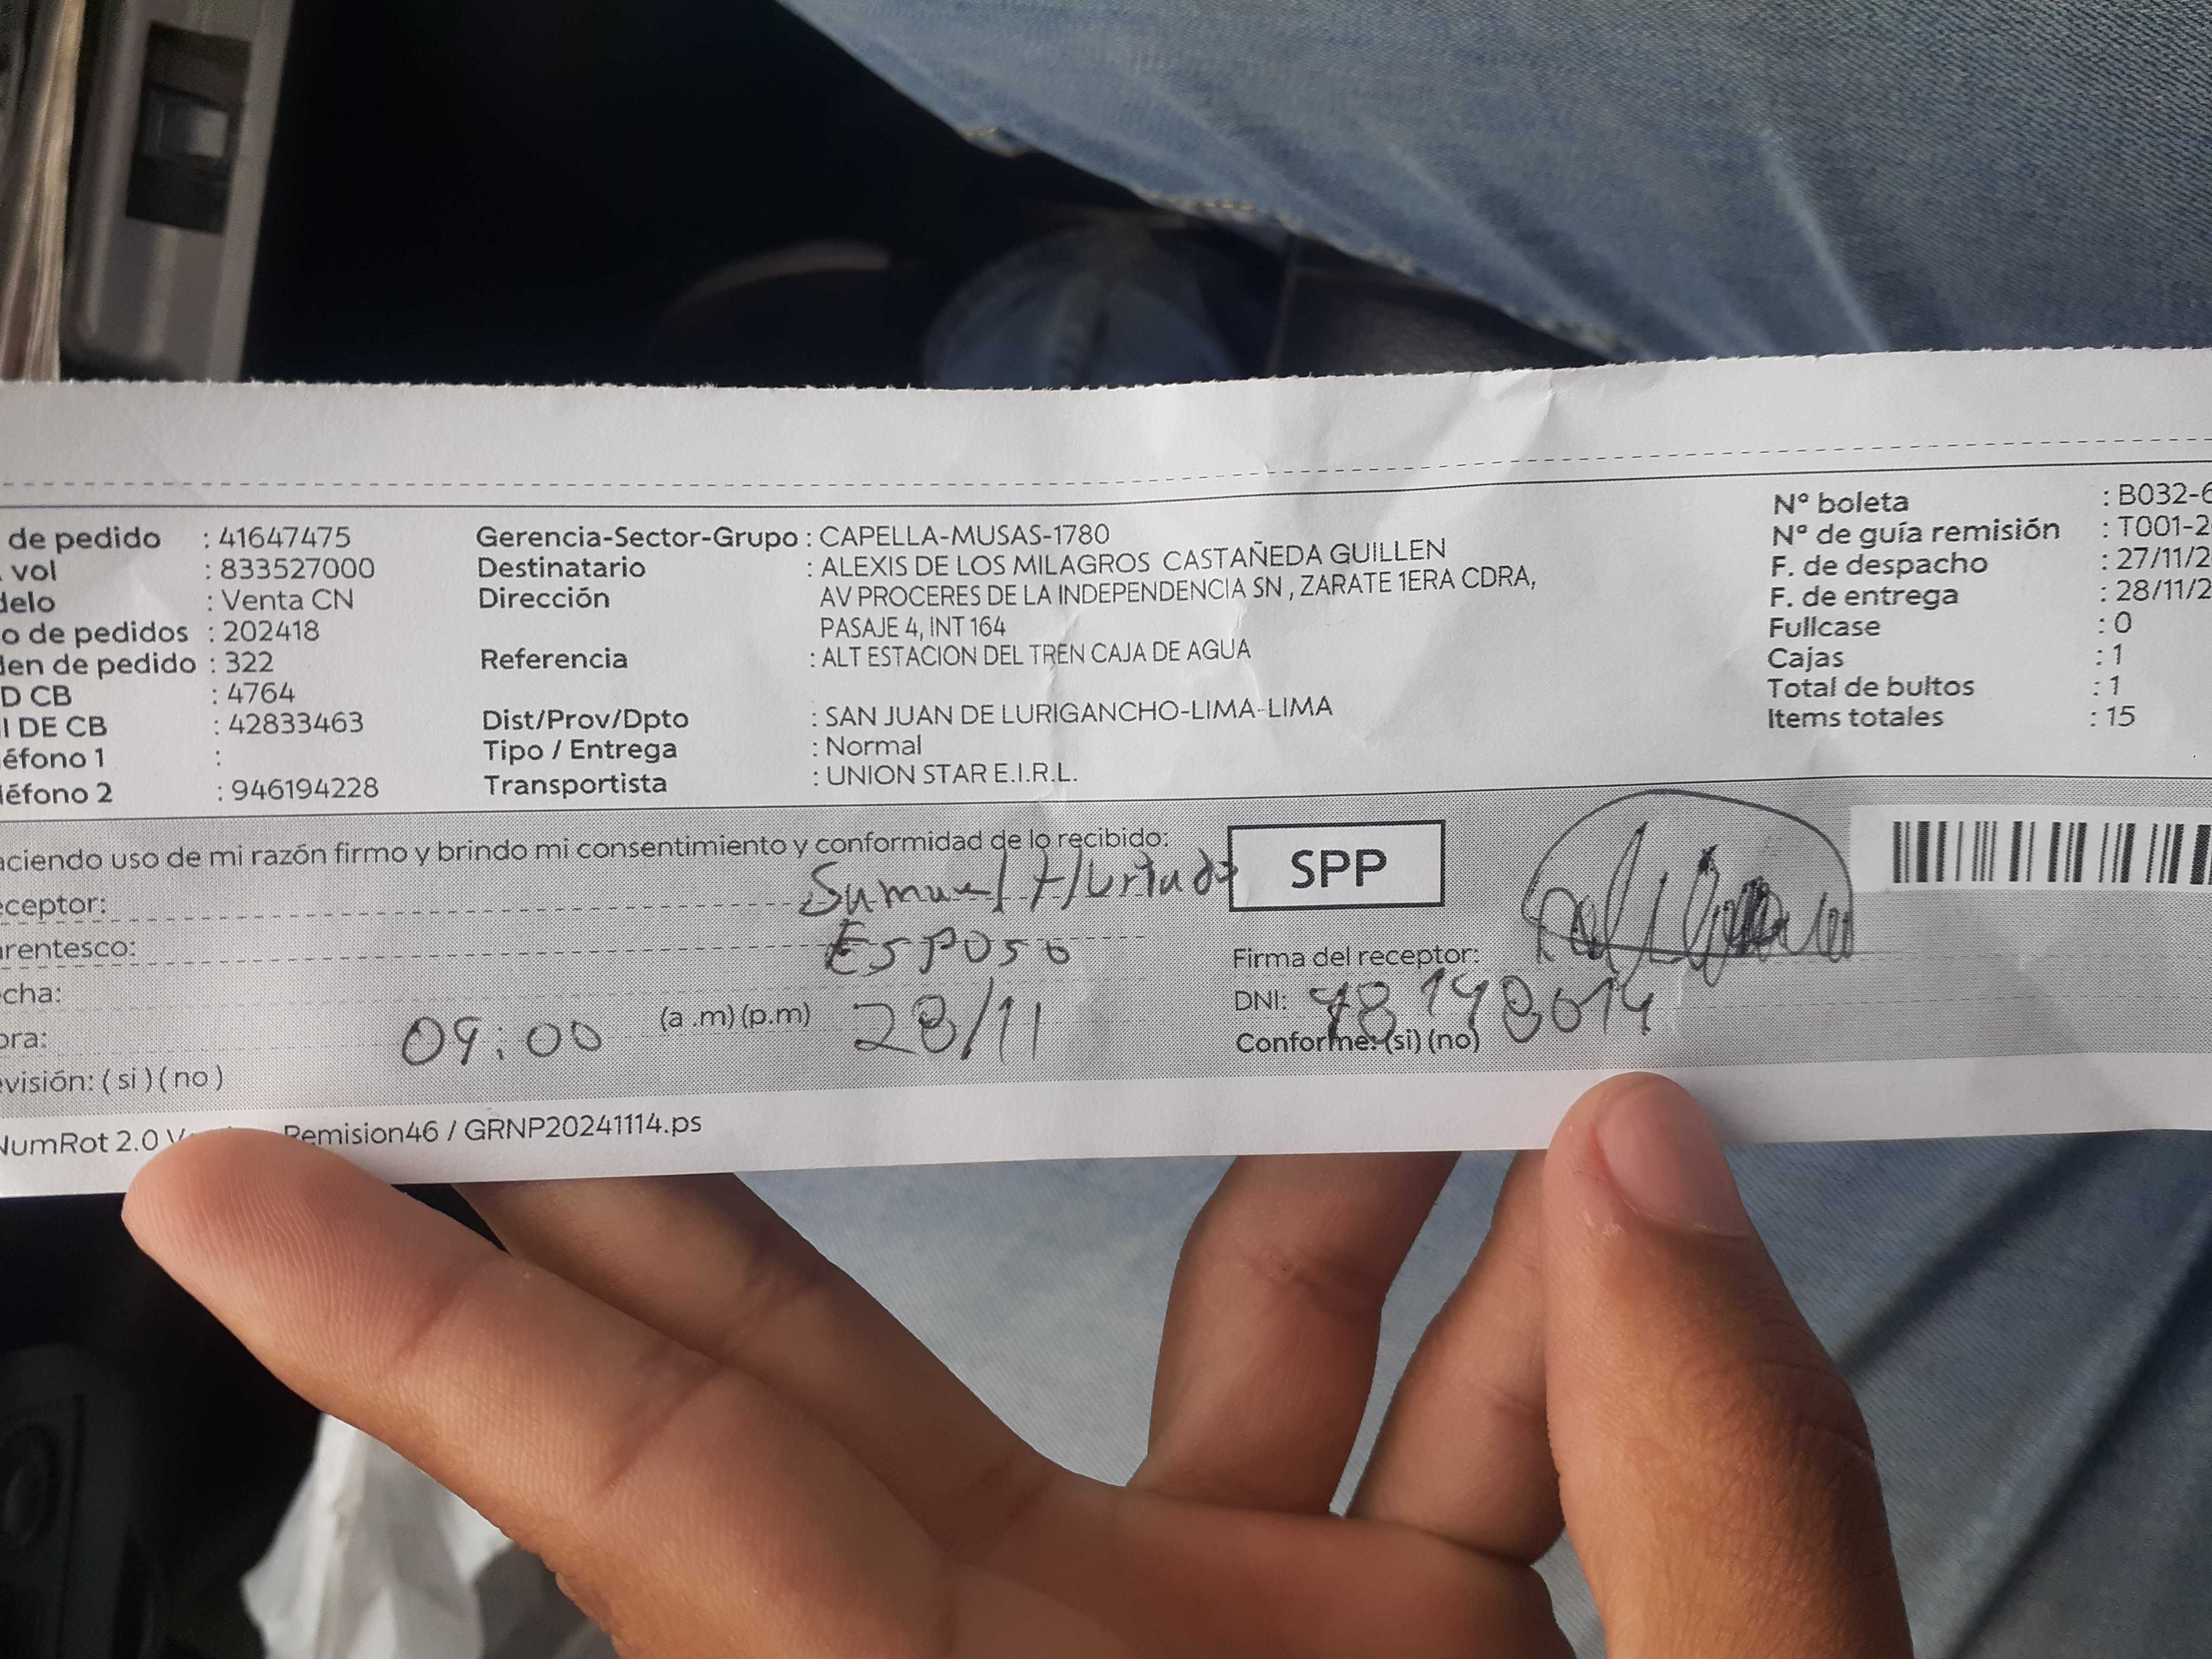 de pedido : 41647475
vol : 833527000
delo : Venta CN
o de pedidos : 202418
den de pedido : 322
D CB : 4764
I DE CB : 42833463
léfono 1 :
léfono 2 : 946194228
Gerencia-Sector-Grupo : CAPELLA-MUSAS-1780
Destinatario : ALEXIS DE LOS MILAGROS CASTAÑEDA GUILLEN
Dirección AV PROCERES DE LA INDEPENDENCIA SN , ZARATE 1ERA CDRA,
PASAJE 4, INT 164
Referencia : ALT ESTACION DEL TREN CAJA DE AGUA
Dist/Prov/Dpto : SAN JUAN DE LURIGANCHO-LIMA-LIMA
Tipo / Entrega : Normal
Transportista : UNION STAR E.I.R.L.
Nº boleta : B032-6
Nº de guía remisión : T001-2
F. de despacho : 27/11/2
F. de entrega : 28/11/2
Fullcase : 0
Cajas : 1
Total de bultos : 1
Items totales : 15
aciendo uso de mi razón firmo y brindo mi consentimiento y conformidad de lo recibido:
eceptor: Hurtado
arentesco: Esposo
echa:
ora: 09:00 (a .m) (p.m) 28/11
evisión: ( si ) ( no )
SPP
Firma del receptor:
DNI: 48198014
Conforme: (si) (no)
NumRot 2.0 Remision46 / GRNP20241114.ps